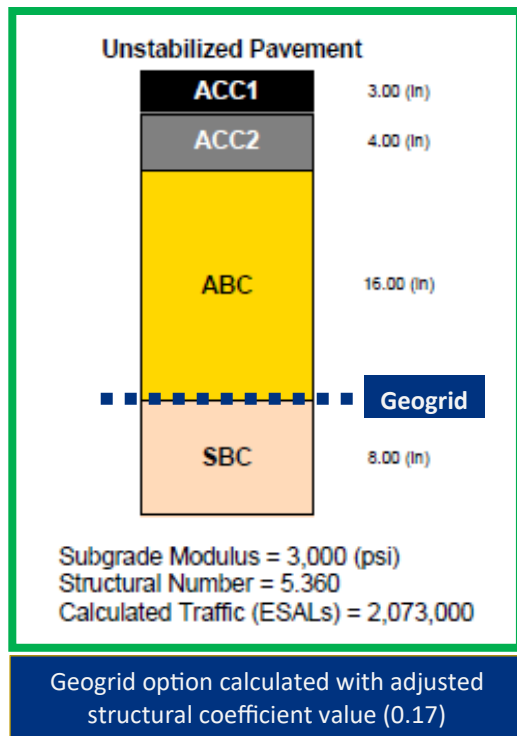 Unstabilized Pavement
ACC1 3.00 (in)
ACC2 4.00 (in)
ABC 16.00 (in)
Geogrid
SBC 8.00 (in)
Subgrade Modulus = 3,000 (psi)
Structural Number = 5.360
Calculated Traffic (ESALs) = 2,073,000
Geogrid option calculated with adjusted
structural coefficient value (0.17)